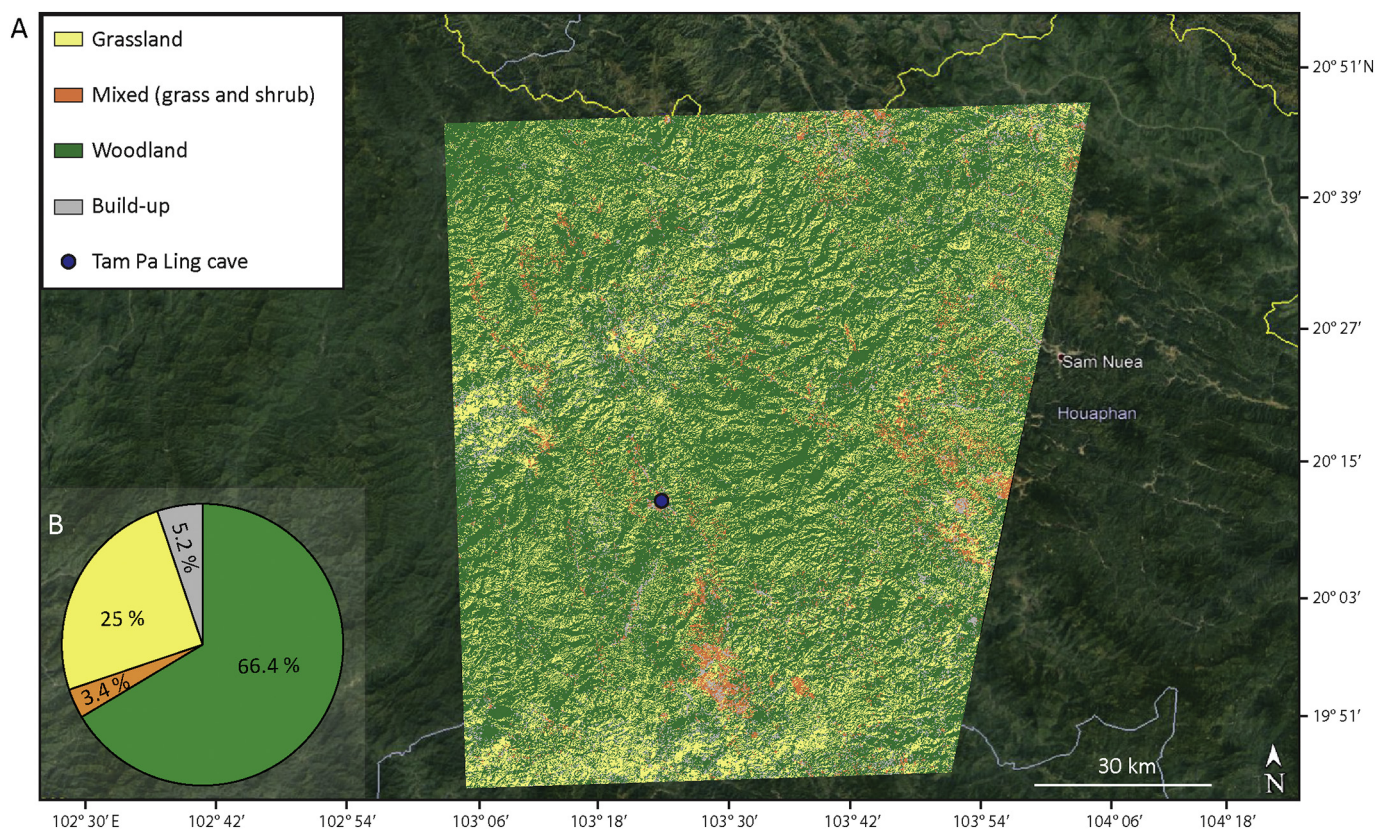 A
Grassland
Mixed (grass and shrub)
Woodland
Build-up
Tam Pa Ling cave
20° 51′N
20° 39′
20° 27′
Sam Nuea
Houaphan
20° 15′
B
5.2 %
25 %
66.4 %
3.4 %
20° 03′
19° 51′
30 km
N
102° 30′ E
102° 42′
102° 54′
103° 06′
103° 18′
103° 30′
103° 42′
103° 54′
104° 06′
104° 18′